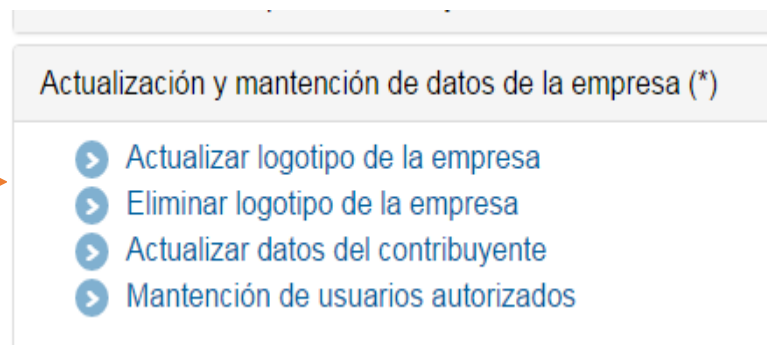 Actualización y mantención de datos de la empresa (*)
Actualizar logotipo de la empresa
Eliminar logotipo de la empresa
Actualizar datos del contribuyente
Mantención de usuarios autorizados